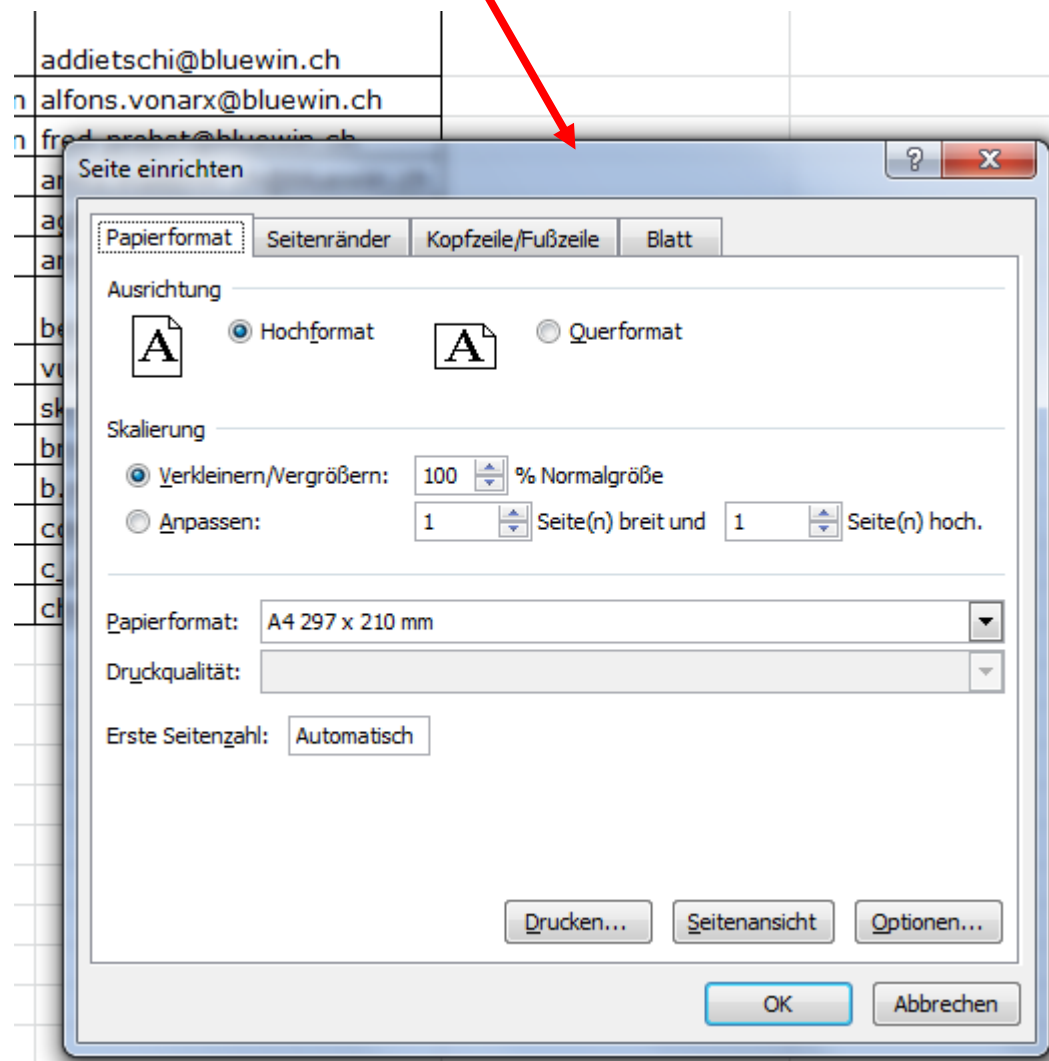 addietschi@bluewin.ch
n alfons.vonarx@bluewin.ch
n
Seite einrichten
Papierformat Seitenränder Kopfzeile/Fußzeile Blatt
Ausrichtung
A Hochformat A Querformat
Skalierung
Verkleinern/Vergrößern: 100 % Normalgröße
Anpassen: 1 Seite(n) breit und 1 Seite(n) hoch.
Papierformat: A4 297 x 210 mm
Druckqualität:
Erste Seitenzahl: Automatisch
Drucken... Seitenansicht Optionen...
OK Abbrechen